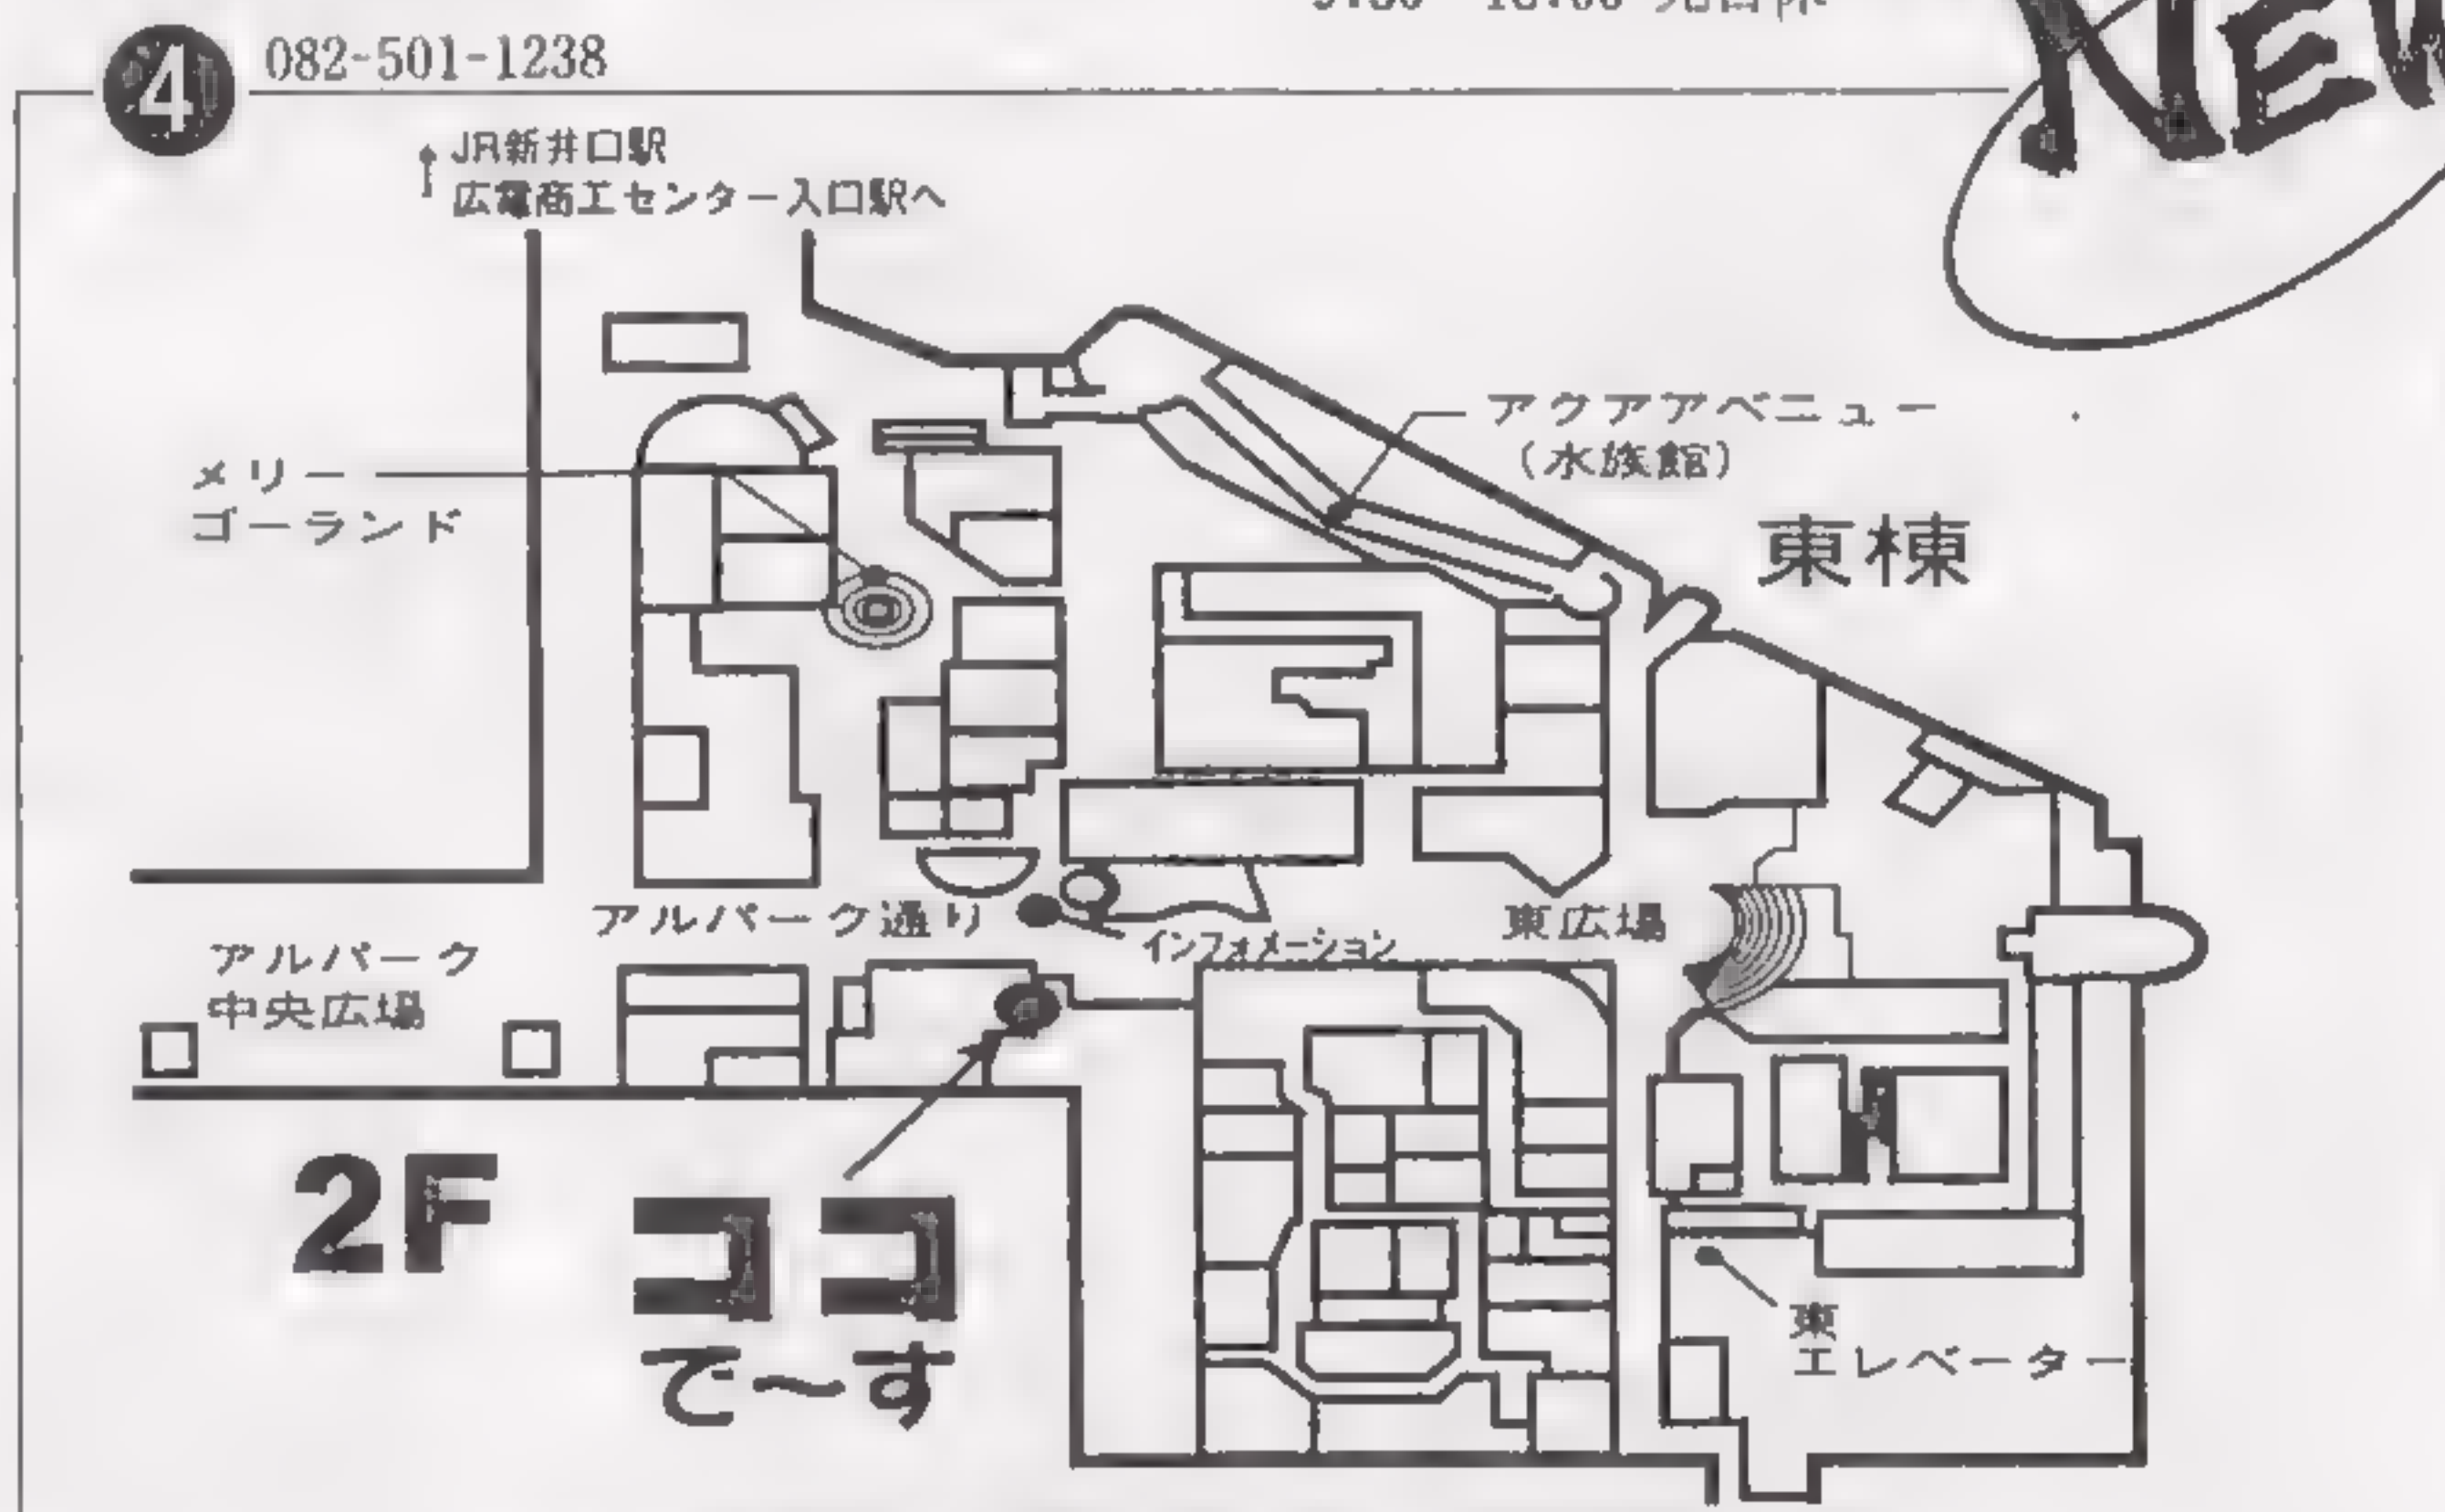 NEW
④ 082-501-1238
JR新井口駅
広電商工センター入口駅へ
アクアアベニュー
（水族館）
メリー
ゴーランド
東棟
アルパーク通り
インフォメーション
東広場
アルパーク
中央広場
2F
ココ
で〜す
東
エレベーター